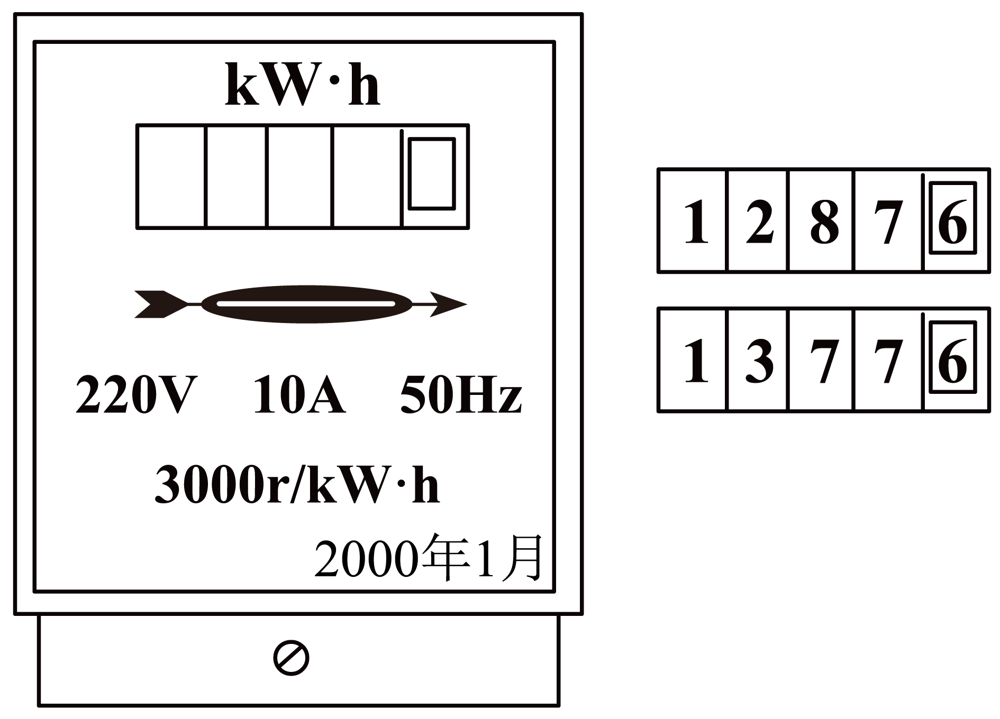 kW·h
220V 10A 50Hz
3000r/kW·h
2000年1月
1 2 8 7 6
1 3 7 7 6